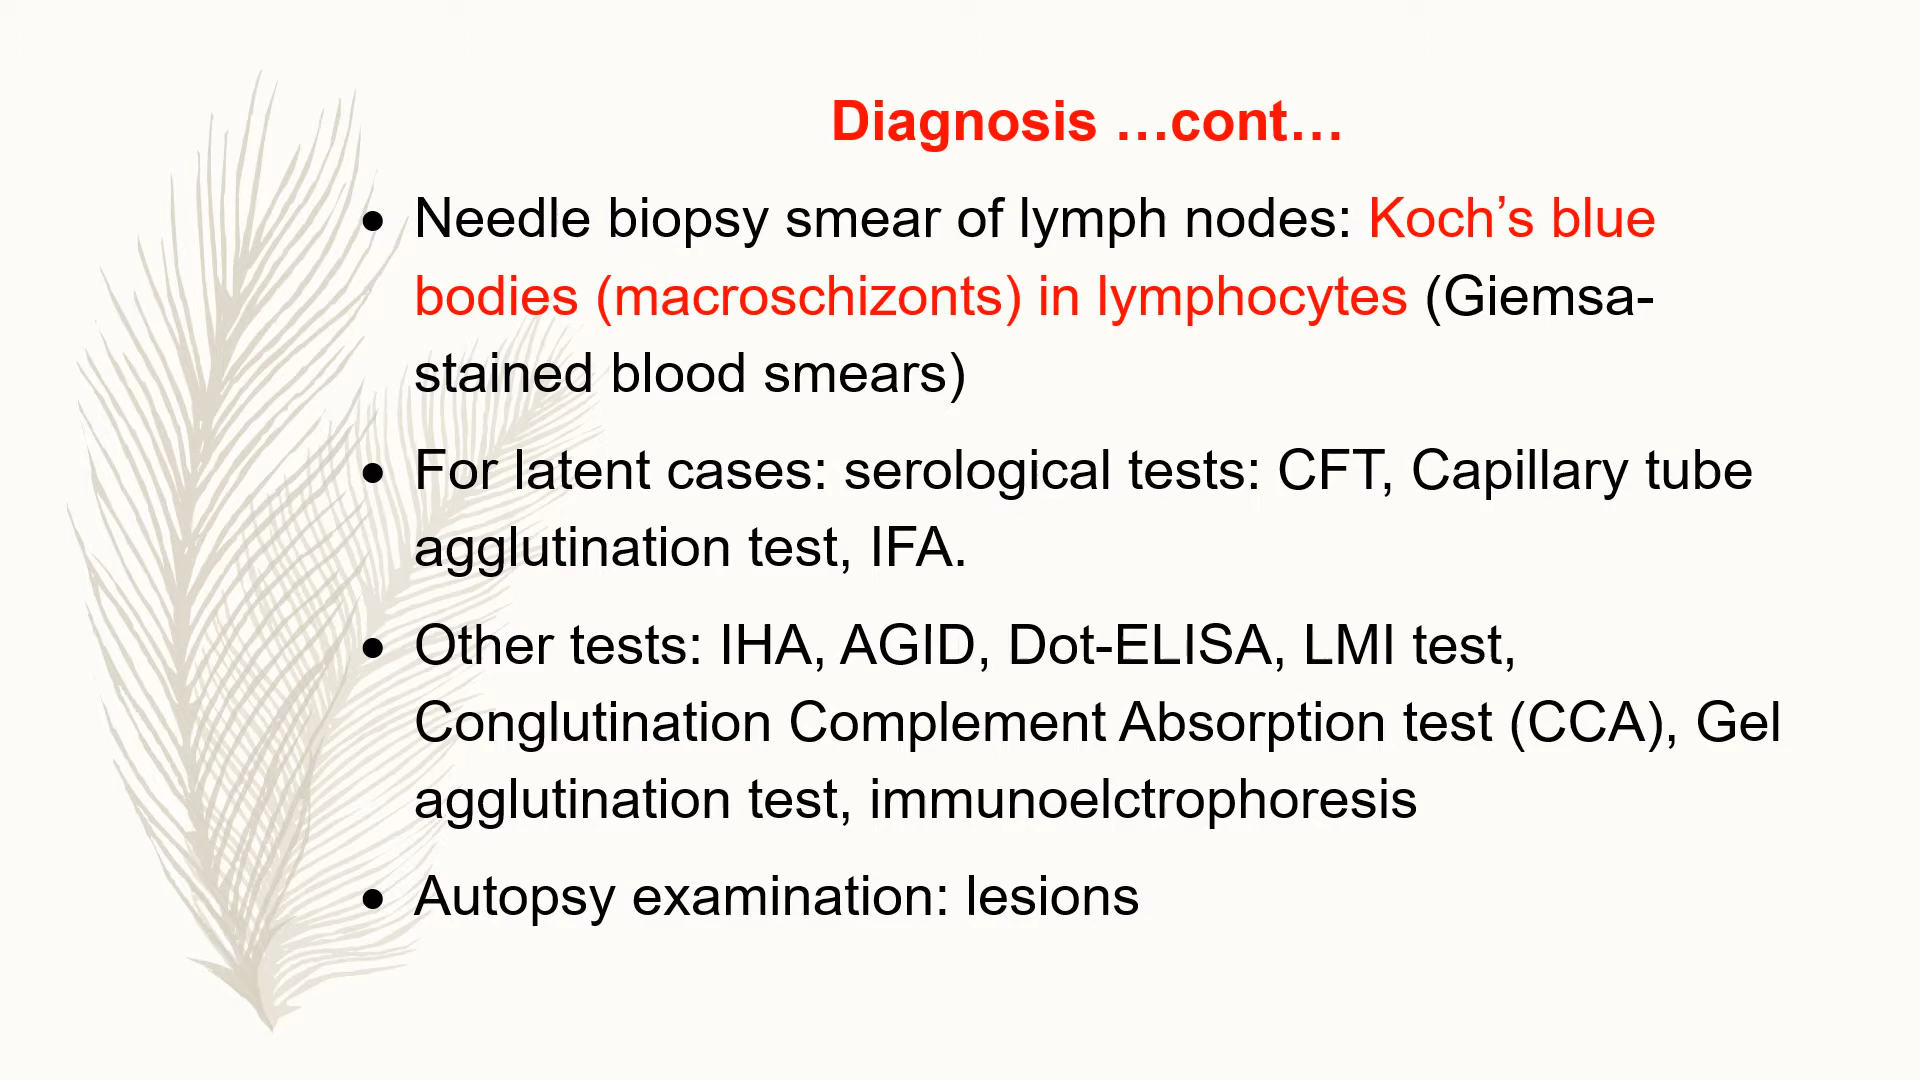 Diagnosis …cont…
• Needle biopsy smear of lymph nodes: Koch’s blue
bodies (macroschizonts) in lymphocytes (Giemsa-
stained blood smears)
• For latent cases: serological tests: CFT, Capillary tube
agglutination test, IFA.
• Other tests: IHA, AGID, Dot-ELISA, LMI test,
Conglutination Complement Absorption test (CCA), Gel
agglutination test, immunoelctrophoresis
• Autopsy examination: lesions